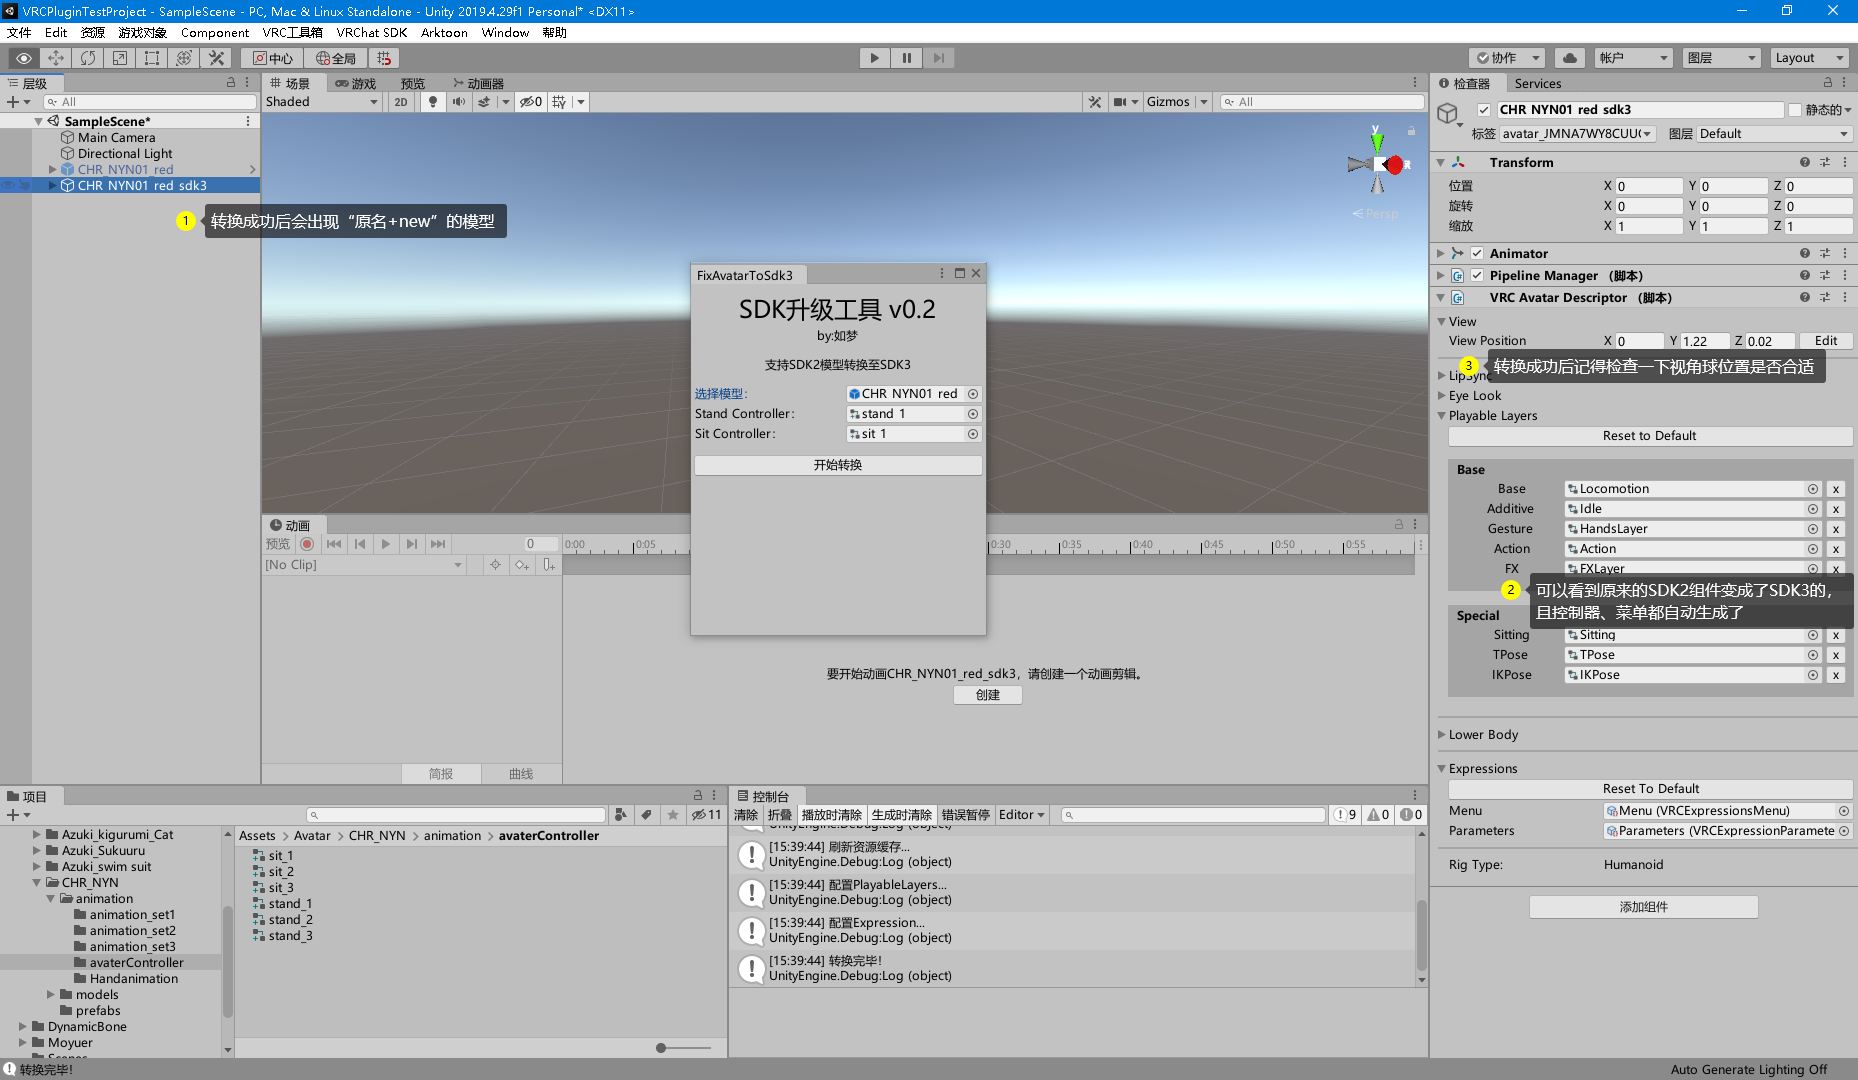 VRCPluginTestProject - SampleScene - PC, Mac & Linux Standalone - Unity 2019.4.29f1 Personal* <DX11>
文件 Edit 资源 游戏对象 Component VRC工具箱 VRChat SDK Arktoon Window 帮助
中心 全局 协作 帐户 图层 Layout
层级
All
SampleScene*
Main Camera
Directional Light
CHR_NYN01_red
CHR_NYN01_red_sdk3
1 转换成功后会出现“原名+new”的模型
场景 游戏 预览 动画器
Shaded 2D 0 Gizmos All
y
Persp
FixAvatarToSdk3
SDK升级工具 v0.2
by:如梦
支持SDK2模型转换至SDK3
选择模型: CHR_NYN01_red
Stand Controller: stand_1
Sit Controller: sit_1
开始转换
动画
预览 0 0:00 0:05 0:30 0:35 0:40 0:45 0:50 0:55
[No Clip]
要开始动画CHR_NYN01_red_sdk3，请创建一个动画剪辑。
创建
简报 曲线
检查器 Services
CHR_NYN01_red_sdk3 静态的
标签 avatar_JMNA7WY8CUU 图层 Default
Transform
位置 X 0 Y 0 Z 0
旋转 X 0 Y 0 Z 0
缩放 X 1 Y 1 Z 1
Animator
Pipeline Manager （脚本）
VRC Avatar Descriptor （脚本）
View
View Position X 0 Y 1.22 Z 0.02 Edit
3 转换成功后记得检查一下视角球位置是否合适
LipSync
Eye Look
Playable Layers
Reset to Default
Base
Base Locomotion x
Additive Idle x
Gesture HandsLayer x
Action Action x
FX FXLayer x
2 可以看到原来的SDK2组件变成了SDK3的，
且控制器、菜单都自动生成了
Special
Sitting Sitting x
TPose TPose x
IKPose IKPose x
Lower Body
Expressions
Reset To Default
Menu Menu (VRCExpressionsMenu)
Parameters Parameters (VRCExpressionParamete
Rig Type: Humanoid
添加组件
项目
11
Azuki_kigurumi_Cat
Azuki_Sukuuru
Azuki_swim suit
CHR_NYN
animation
animation_set1
animation_set2
animation_set3
avaterController
Handanimation
models
prefabs
DynamicBone
Moyuer
Scenes
Assets > Avatar > CHR_NYN > animation > avaterController
sit_1
sit_2
sit_3
stand_1
stand_2
stand_3
控制台
清除 折叠 播放时清除 生成时清除 错误暂停 Editor 9 0 0
UnityEngine.Debug:Log (object)
[15:39:44] 刷新资源缓存...
UnityEngine.Debug:Log (object)
[15:39:44] 配置PlayableLayers...
UnityEngine.Debug:Log (object)
[15:39:44] 配置Expression...
UnityEngine.Debug:Log (object)
[15:39:44] 转换完毕！
UnityEngine.Debug:Log (object)
转换完毕！
Auto Generate Lighting Off